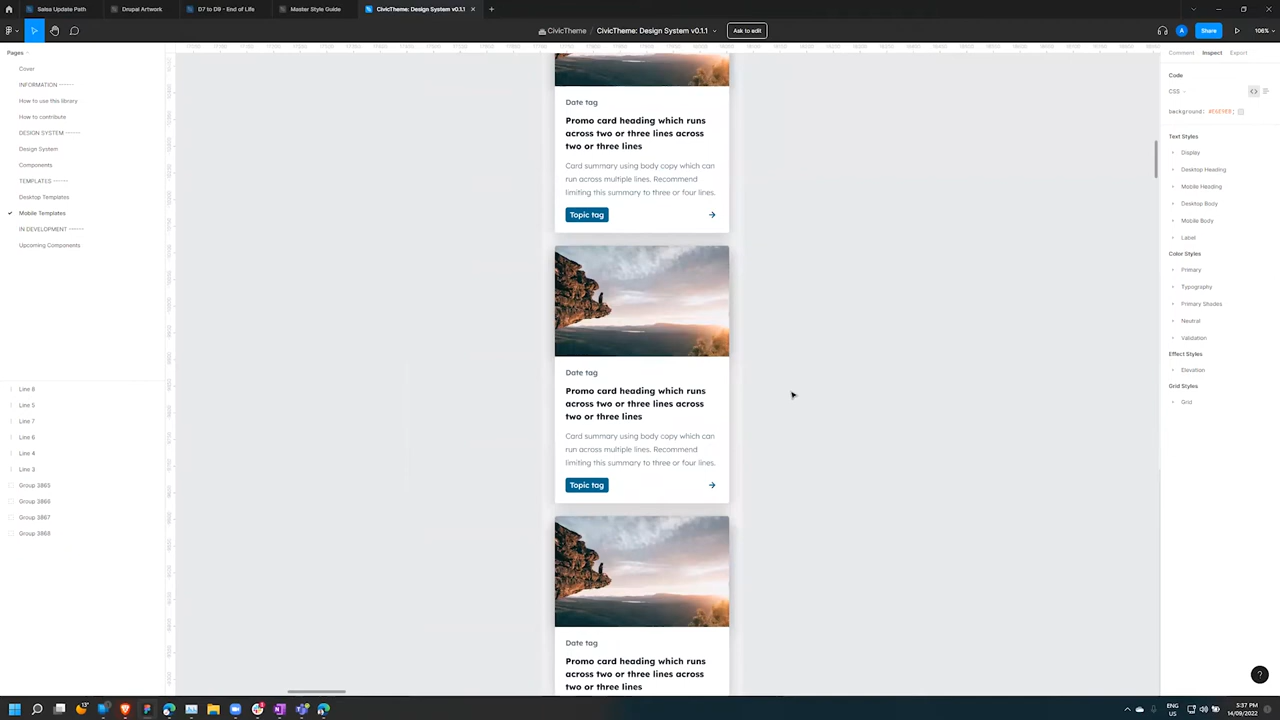 Salsa Update Path
Drupal Artwork
D7 to D9 - End of Life
Master Style Guide
CivicTheme: Design System v0.1.1
CivicTheme
CivicTheme: Design System v0.1.1
Ask to edit
A
Share
106%
Pages
Cover
INFORMATION ------
How to use this library
How to contribute
DESIGN SYSTEM ------
Design System
Components
TEMPLATES ------
Desktop Templates
Mobile Templates
IN DEVELOPMENT ------
Upcoming Components
Line 8
Line 5
Line 7
Line 6
Line 4
Line 3
Group 3865
Group 3866
Group 3867
Group 3868
Date tag
Promo card heading which runs
across two or three lines across
two or three lines
Card summary using body copy which can
run across multiple lines. Recommend
limiting this summary to three or four lines.
Topic tag
Date tag
Promo card heading which runs
across two or three lines across
two or three lines
Card summary using body copy which can
run across multiple lines. Recommend
limiting this summary to three or four lines.
Topic tag
Date tag
Promo card heading which runs
across two or three lines across
two or three lines
Comment
Inspect
Export
Code
CSS
background:
Text Styles
Display
Desktop Heading
Mobile Heading
Desktop Body
Mobile Body
Label
Color Styles
Primary
Typography
Primary Shades
Neutral
Validation
Effect Styles
Elevation
Grid Styles
Grid
?
ENG
US
5:37 PM
14/09/2022